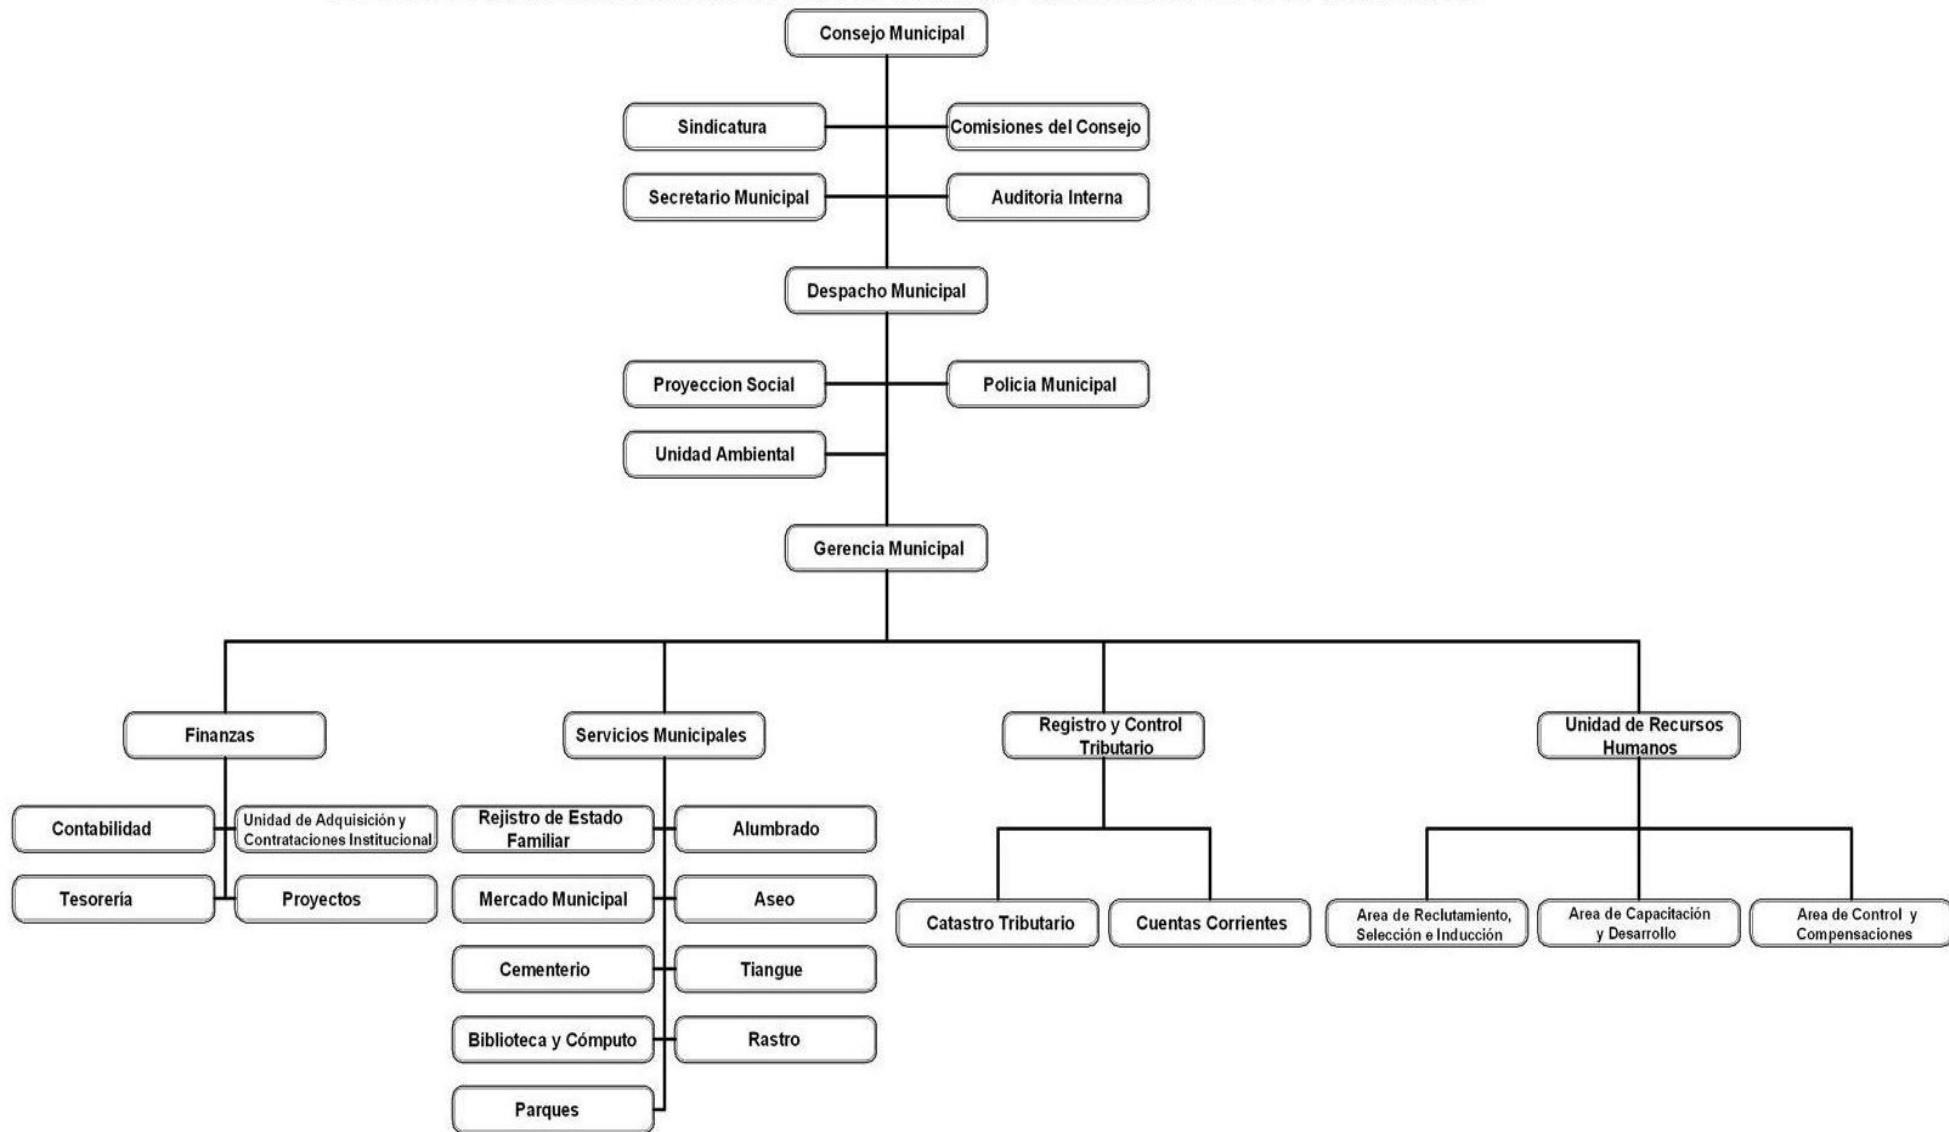 Consejo Municipal
Sindicatura
Comisiones del Consejo
Secretario Municipal
Auditoria Interna
Despacho Municipal
Proyeccion Social
Policia Municipal
Unidad Ambiental
Gerencia Municipal
Finanzas
Servicios Municipales
Registro y Control
Tributario
Unidad de Recursos
Humanos
Contabilidad
Unidad de Adquisición y
Contrataciones Institucional
Tesorería
Proyectos
Rejistro de Estado
Familiar
Alumbrado
Mercado Municipal
Aseo
Cementerio
Tiangue
Biblioteca y Cómputo
Rastro
Parques
Catastro Tributario
Cuentas Corrientes
Area de Reclutamiento,
Selección e Inducción
Area de Capacitación
y Desarrollo
Area de Control y
Compensaciones